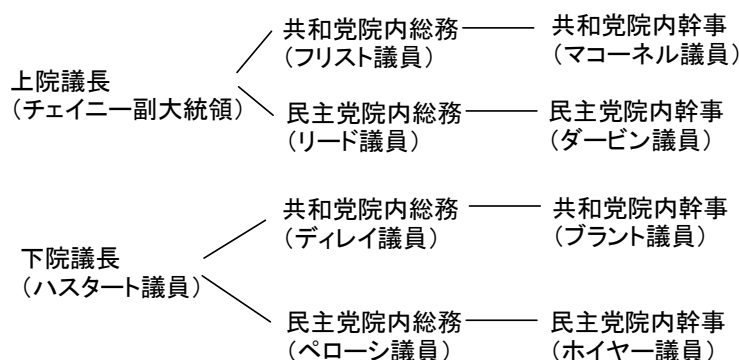 共和党院内総務
(フリスト議員)
共和党院内幹事
(マコーネル議員)
上院議長
(チェイニー副大統領)
民主党院内総務
(リード議員)
民主党院内幹事
(ダービン議員)
共和党院内総務
(ディレイ議員)
共和党院内幹事
(ブラント議員)
下院議長
(ハスタート議員)
民主党院内総務
(ペローシ議員)
民主党院内幹事
(ホイヤー議員)